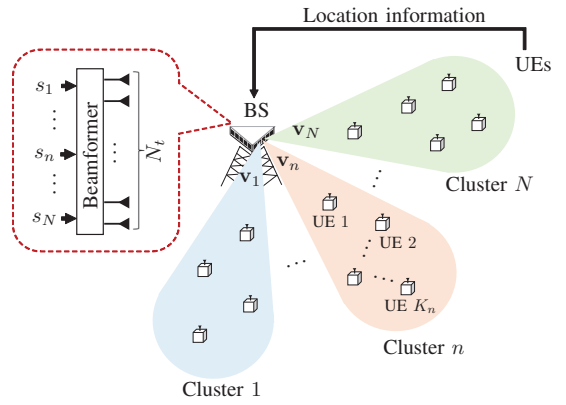 Location information
UEs
BS
s_1
s_n
s_N
Beamformer
N_t
v_N
v_n
v_1
Cluster N
UE 1
UE 2
UE K_n
Cluster n
Cluster 1